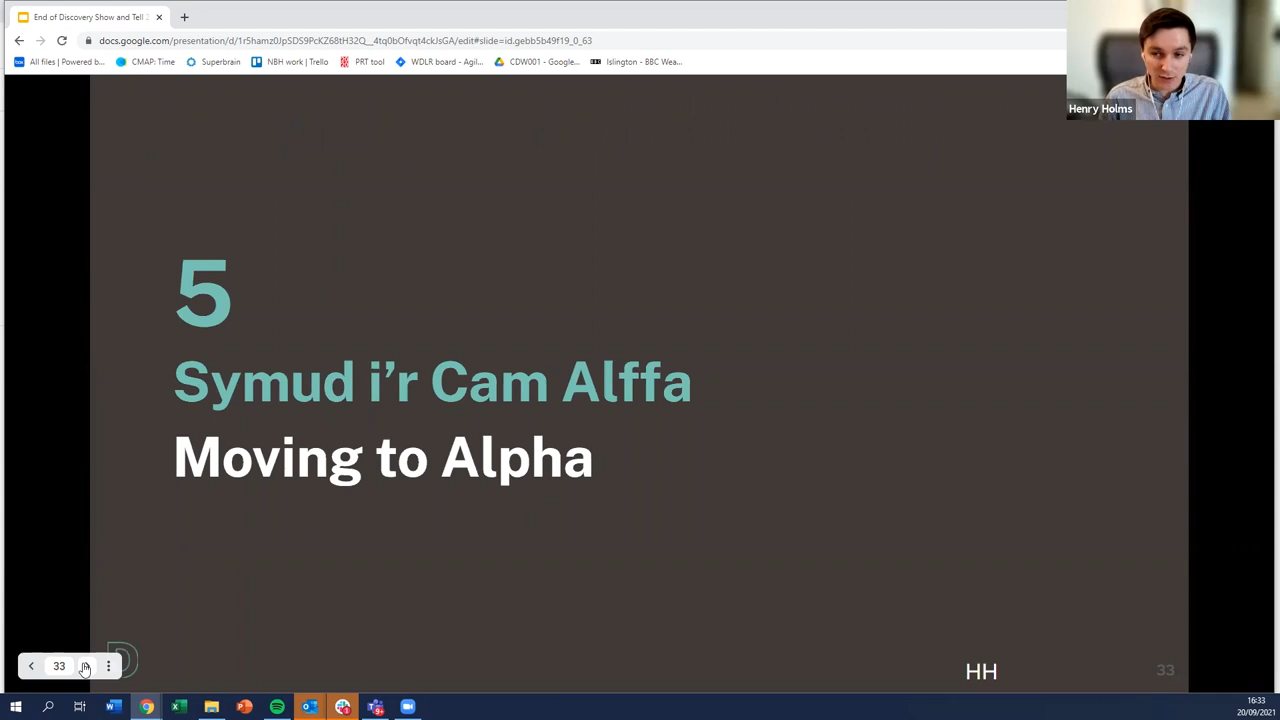 End of Discovery Show and Tell 2
docs.google.com/presentation/d/1r5hamz0JpSDS9PcKZ68tH32Q__4tq0bOfvqt4ckJsGA/edit#slide=id.gebb5b49f19_0_63
All files | Powered b...
CMAP: Time
Superbrain
NBH work | Trello
PRT tool
WDLR board - Agil...
CDW001 - Google...
Islington - BBC Wea...
Henry Holms
5
Symud i'r Cam Alffa
Moving to Alpha
D
33
HH
33
16:33
20/09/2021